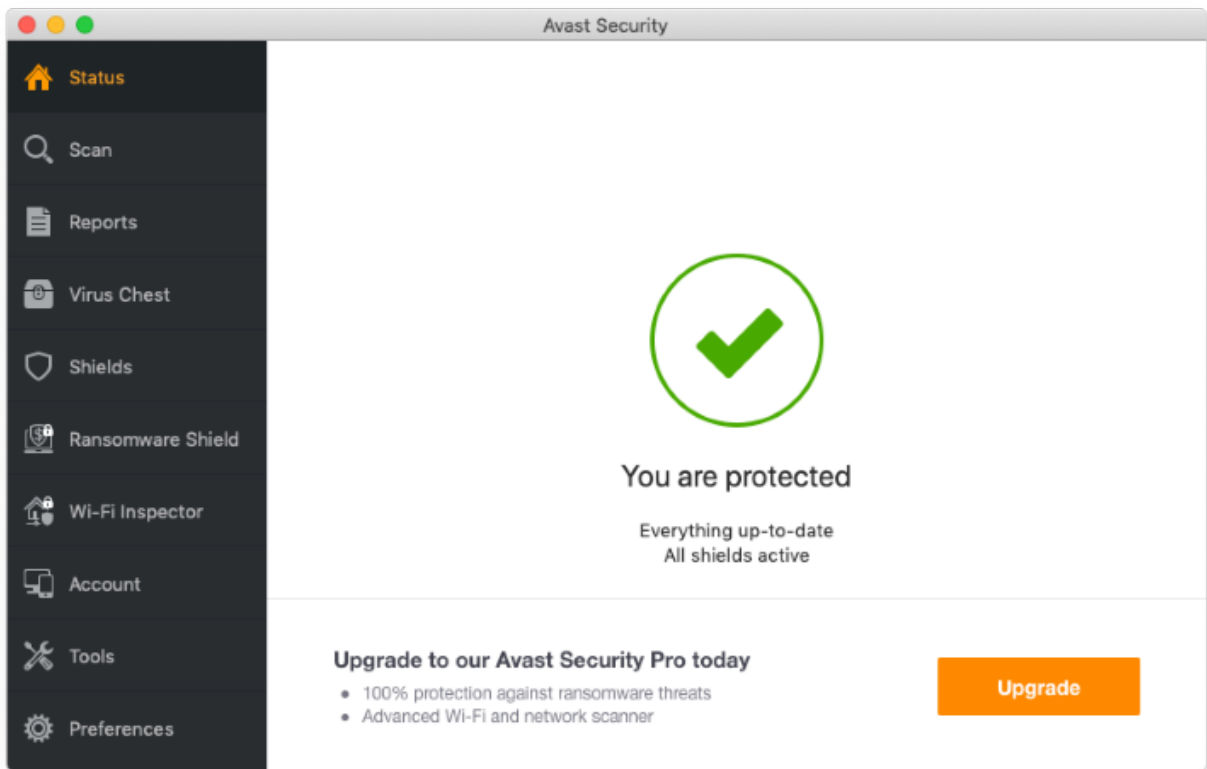 Avast Security
Status
Scan
Reports
Virus Chest
Shields
Ransomware Shield
Wi-Fi Inspector
Account
Tools
Preferences
You are protected
Everything up-to-date
All shields active
Upgrade to our Avast Security Pro today
• 100% protection against ransomware threats
• Advanced Wi-Fi and network scanner
Upgrade